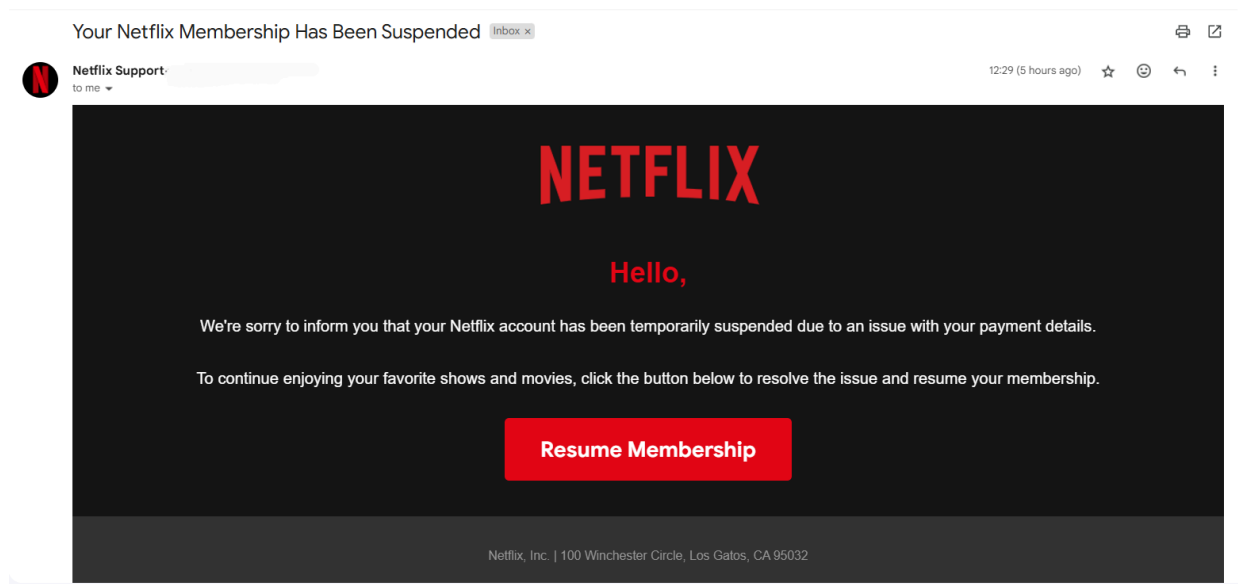 Your Netflix Membership Has Been Suspended Inbox ×
Netflix Support
12:29 (5 hours ago)
to me
NETFLIX
Hello,
We're sorry to inform you that your Netflix account has been temporarily suspended due to an issue with your payment details.
To continue enjoying your favorite shows and movies, click the button below to resolve the issue and resume your membership.
Resume Membership
Netflix, Inc. | 100 Winchester Circle, Los Gatos, CA 95032